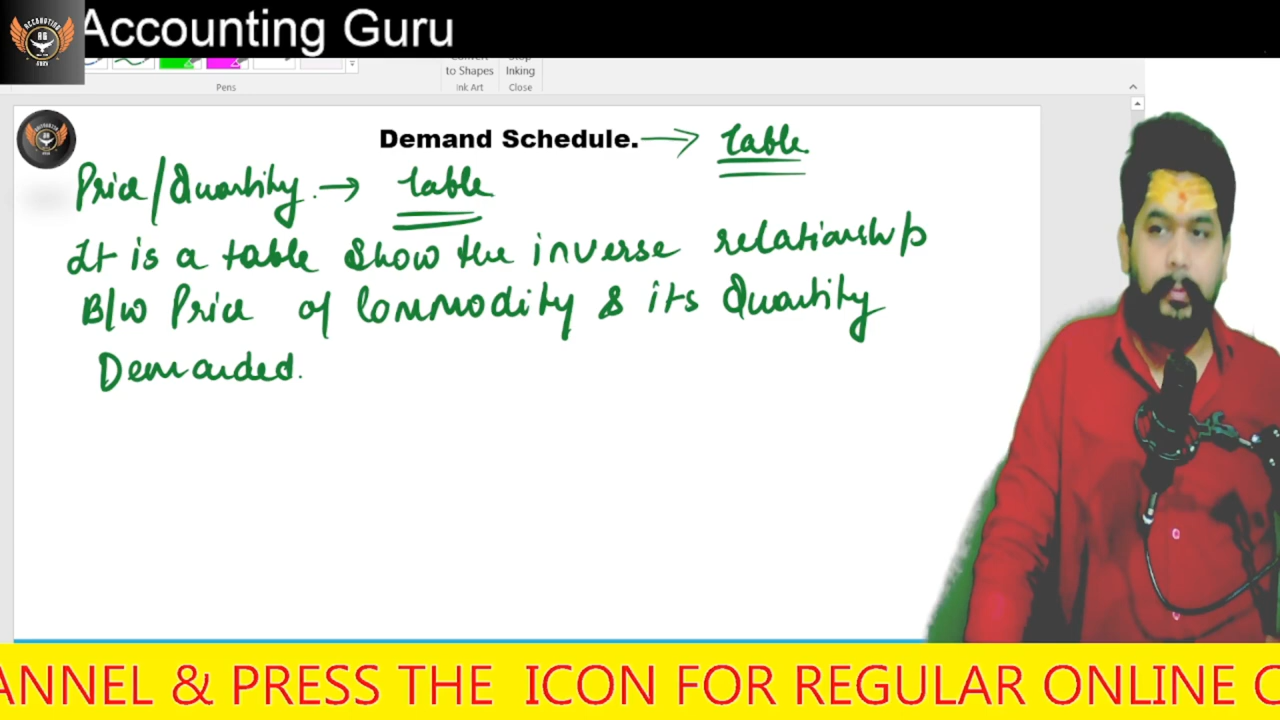 Accounting Guru
to Shapes
Inking
Pens
Ink Art
Close
Demand Schedule. → table.
Price/Quantity. → table
It is a table show the inverse relationship
B/w Price of Commodity & its Quantity
Demanded.
ANNEL & PRESS THE ICON FOR REGULAR ONLINE C